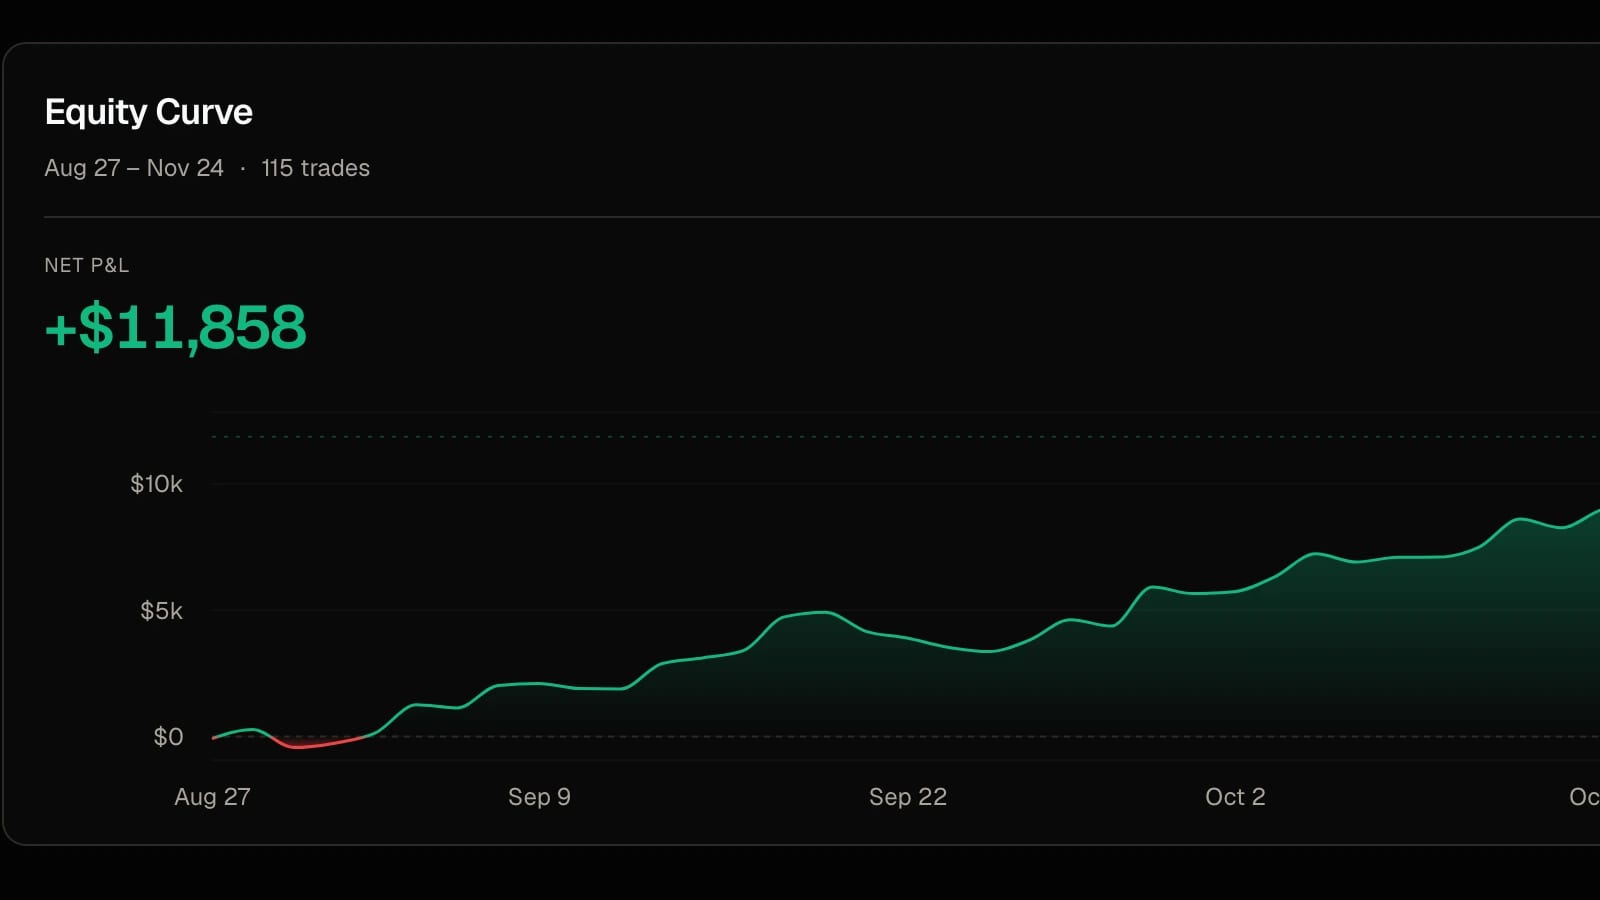 Equity Curve
Aug 27 – Nov 24 · 115 trades
NET P&L
+$11,858
$10k
$5k
$0
Aug 27 Sep 9 Sep 22 Oct 2